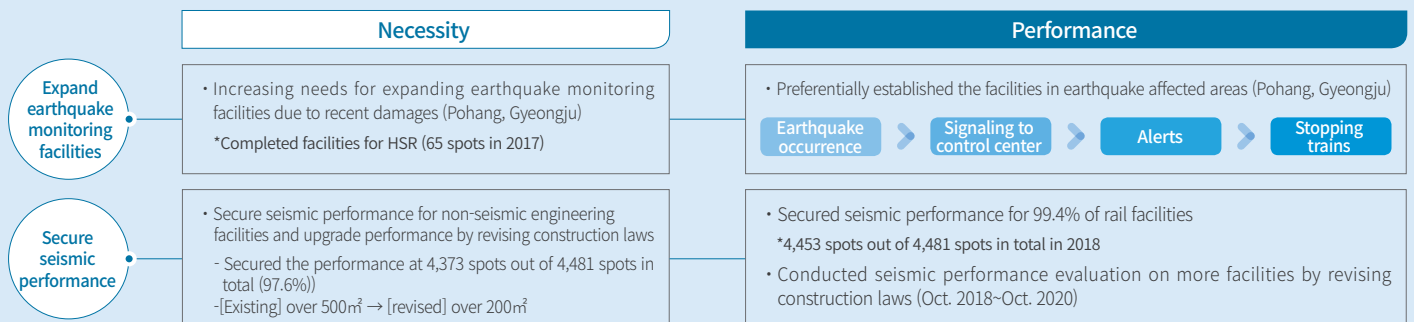 Necessity
Performance
Expand
earthquake
monitoring
facilities
・Increasing needs for expanding earthquake monitoring
facilities due to recent damages (Pohang, Gyeongju)
*Completed facilities for HSR (65 spots in 2017)
・Preferentially established the facilities in earthquake affected areas (Pohang, Gyeongju)
Earthquake
occurrence
Signaling to
control center
Alerts
Stopping
trains
Secure
seismic
performance
・Secure seismic performance for non-seismic engineering
facilities and upgrade performance by revising construction laws
- Secured the performance at 4,373 spots out of 4,481 spots in
total (97.6%))
-[Existing] over 500㎡ → [revised] over 200㎡
・Secured seismic performance for 99.4% of rail facilities
*4,453 spots out of 4,481 spots in total in 2018
・Conducted seismic performance evaluation on more facilities by revising
construction laws (Oct. 2018~Oct. 2020)